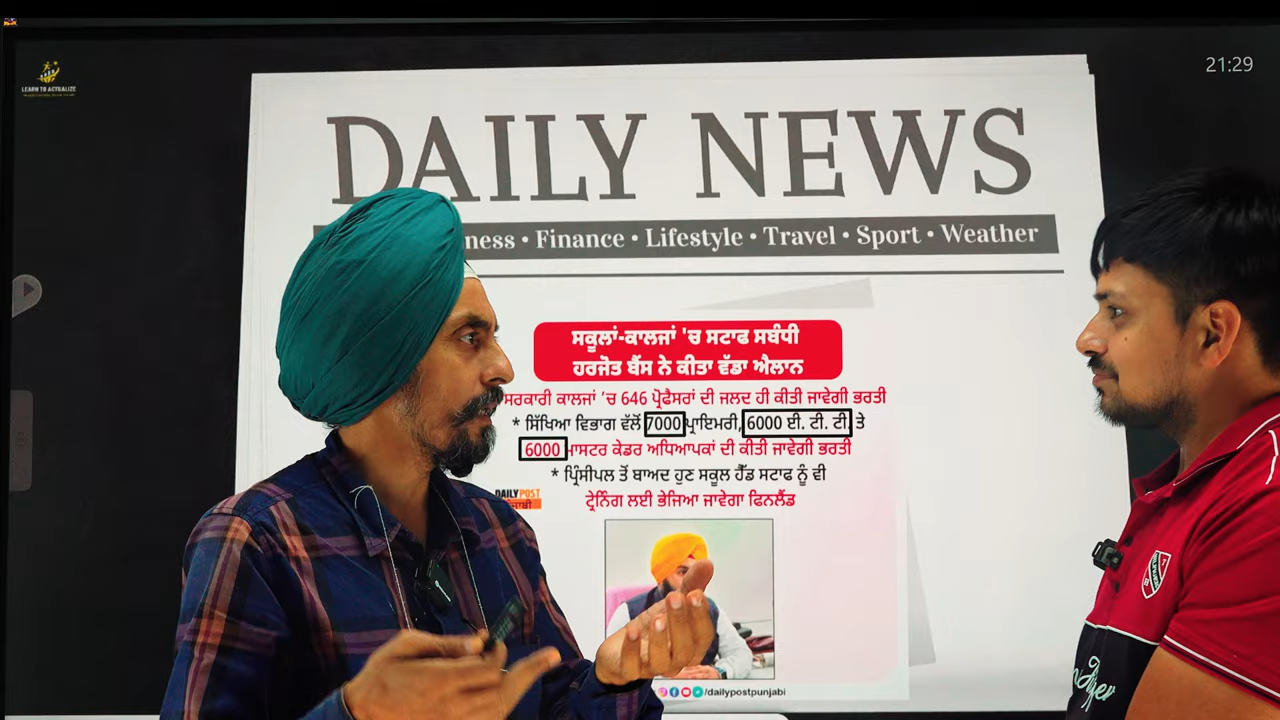 LEARN TO ACTUALIZE
21:29
DAILY NEWS
ness • Finance • Lifestyle • Travel • Sport • Weather
ਸਕੂਲਾਂ-ਕਾਲਜਾਂ 'ਚ ਸਟਾਫ ਸਬੰਧੀ
ਹਰਜੋਤ ਬੈਂਸ ਨੇ ਕੀਤਾ ਵੱਡਾ ਐਲਾਨ
ਸਰਕਾਰੀ ਕਾਲਜਾਂ 'ਚ 646 ਪ੍ਰੋਫੈਸਰਾਂ ਦੀ ਜਲਦ ਹੀ ਕੀਤੀ ਜਾਵੇਗੀ ਭਰਤੀ
* ਸਿੱਖਿਆ ਵਿਭਾਗ ਵੱਲੋਂ 7000 ਪ੍ਰਾਇਮਰੀ, 6000 ਈ. ਟੀ. ਟੀ. ਤੇ
6000 ਮਾਸਟਰ ਕੇਡਰ ਅਧਿਆਪਕਾਂ ਦੀ ਕੀਤੀ ਜਾਵੇਗੀ ਭਰਤੀ
* ਪ੍ਰਿੰਸੀਪਲ ਤੋਂ ਬਾਅਦ ਹੁਣ ਸਕੂਲ ਹੈੱਡ ਸਟਾਫ ਨੂੰ ਵੀ
ਟ੍ਰੇਨਿੰਗ ਲਈ ਭੇਜਿਆ ਜਾਵੇਗਾ ਫਿਨਲੈਂਡ
DAILY POST
/dailypostpunjabi